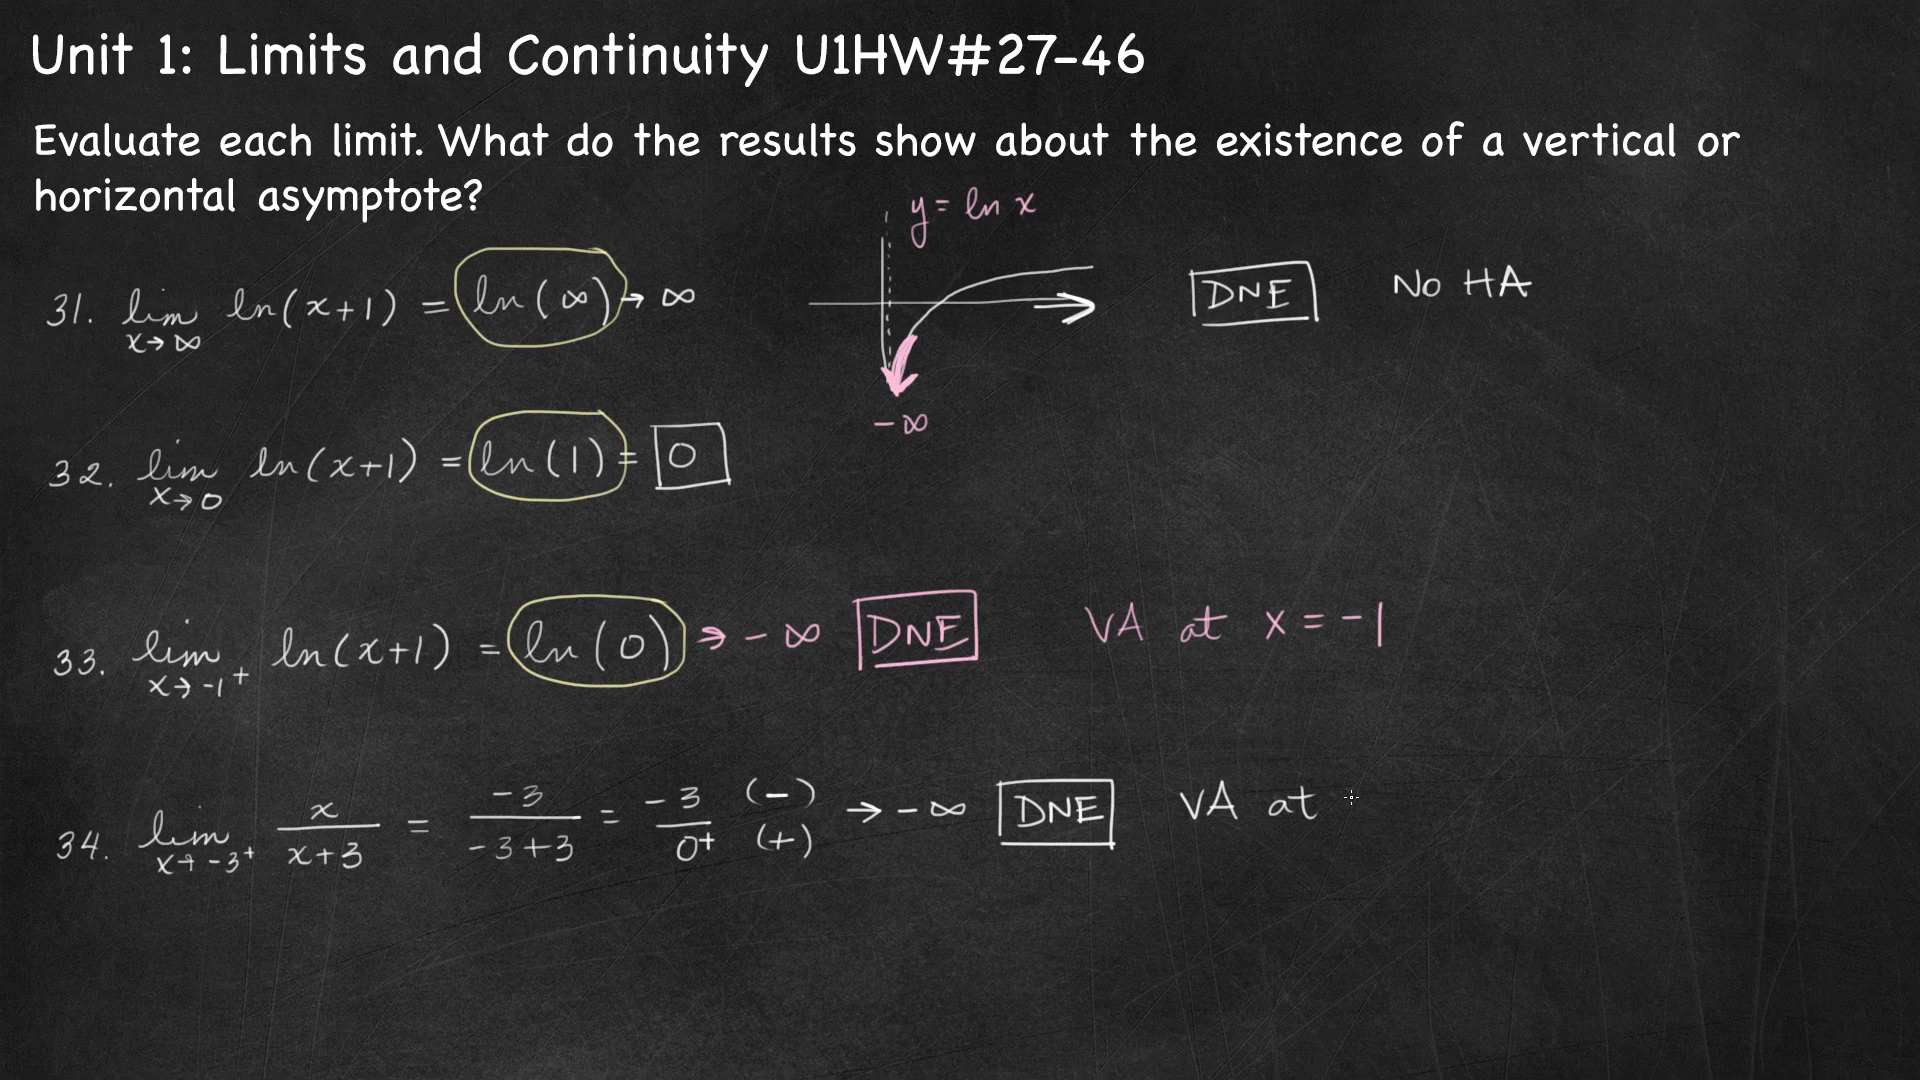 Unit 1: Limits and Continuity U1HW#27-46
Evaluate each limit. What do the results show about the existence of a vertical or
horizontal asymptote?
y = ln x
31. lim x→∞ ln(x+1) = ln(∞) → ∞ DNE No HA
-∞
32. lim x→0 ln(x+1) = ln(1) = 0
33. lim x→-1⁺ ln(x+1) = ln(0) → -∞ DNE VA at x = -1
34. lim x→-3⁺ x/(x+3) = -3/(-3+3) = -3/0⁺ (-)/(+) → -∞ DNE VA at